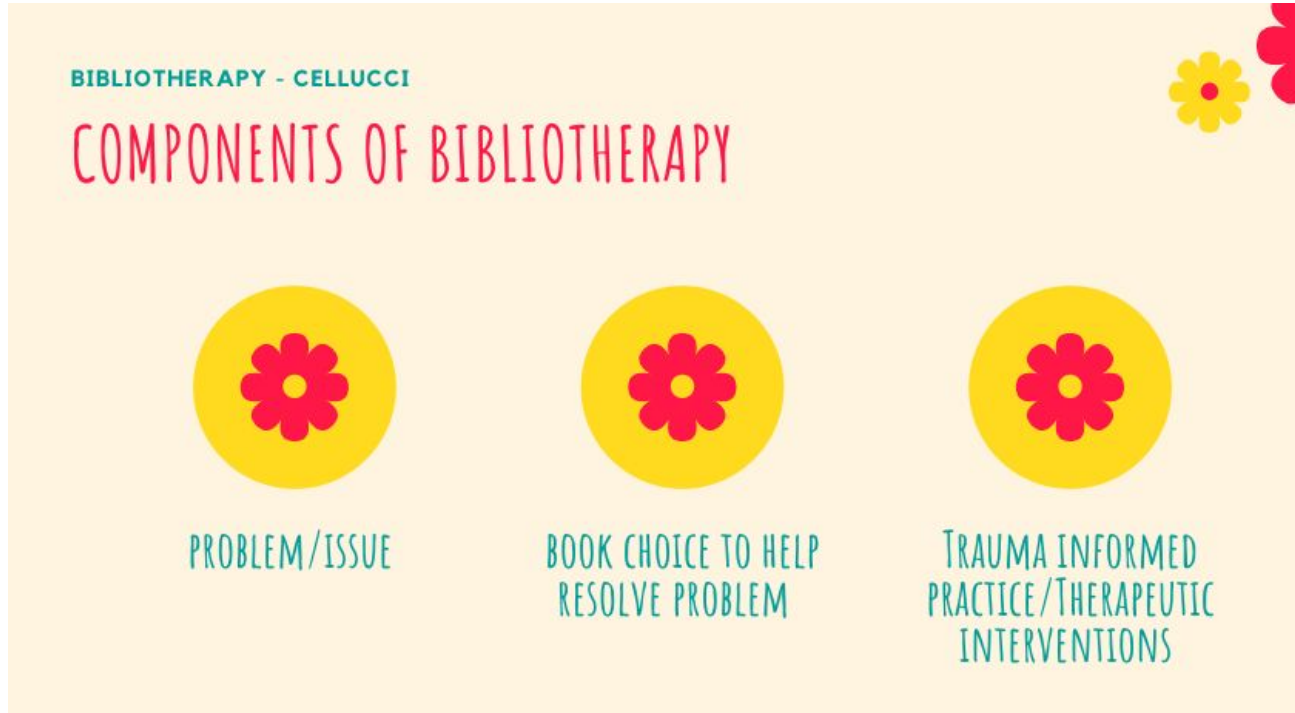 BIBLIOTHERAPY - CELLUCCI
COMPONENTS OF BIBLIOTHERAPY
PROBLEM/ISSUE
BOOK CHOICE TO HELP
RESOLVE PROBLEM
TRAUMA INFORMED
PRACTICE/THERAPEUTIC
INTERVENTIONS